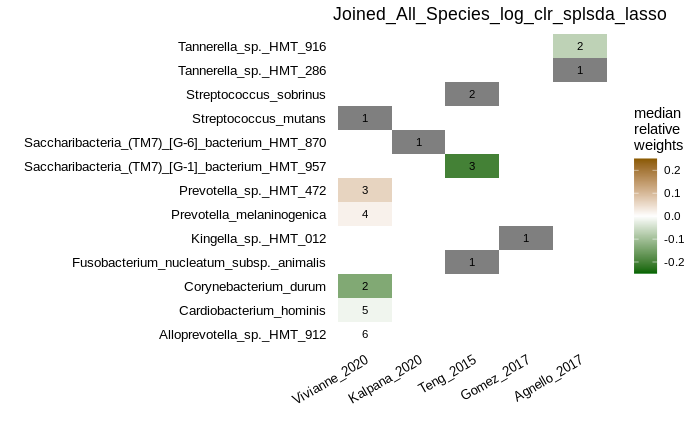 Joined_All_Species_log_clr_splsda_lasso
Tannerella_sp._HMT_916
2
Tannerella_sp._HMT_286
1
Streptococcus_sobrinus
2
Streptococcus_mutans
1
Saccharibacteria_(TM7)_[G-6]_bacterium_HMT_870
1
Saccharibacteria_(TM7)_[G-1]_bacterium_HMT_957
3
Prevotella_sp._HMT_472
3
Prevotella_melaninogenica
4
Kingella_sp._HMT_012
1
Fusobacterium_nucleatum_subsp._animalis
1
Corynebacterium_durum
2
Cardiobacterium_hominis
5
Alloprevotella_sp._HMT_912
6
Vivianne_2020
Kalpana_2020
Teng_2015
Gomez_2017
Agnello_2017
median
relative
weights
0.2
0.1
0.0
-0.1
-0.2